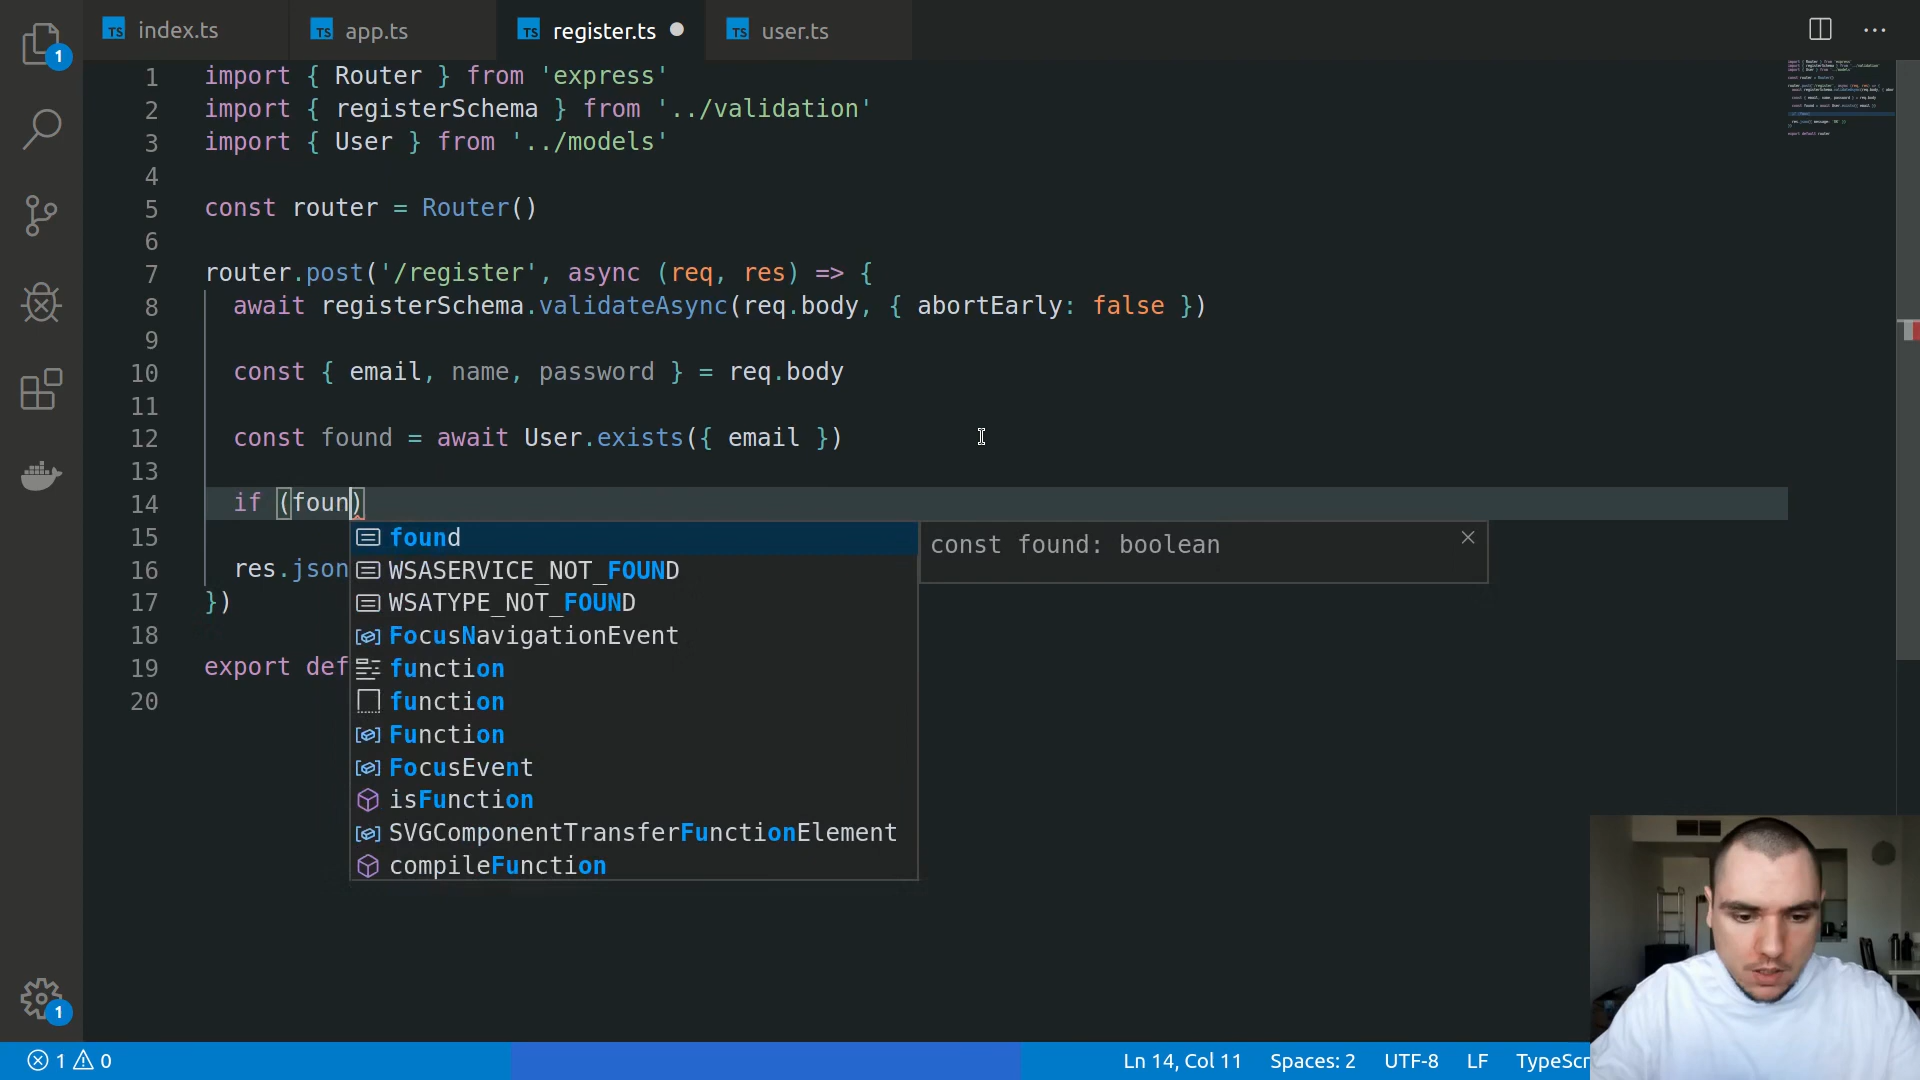 index.ts
app.ts
register.ts
user.ts
1
1 import { Router } from 'express'
2 import { registerSchema } from '../validation'
3 import { User } from '../models'
4
5 const router = Router()
6
7 router.post('/register', async (req, res) => {
8 await registerSchema.validateAsync(req.body, { abortEarly: false })
9
10 const { email, name, password } = req.body
11
12 const found = await User.exists({ email })
13
14 if (foun)
15
16 res.json
17 })
18
19 export def
20
found
const found: boolean
WSASERVICE_NOT_FOUND
WSATYPE_NOT_FOUND
FocusNavigationEvent
function
function
Function
FocusEvent
isFunction
SVGComponentTransferFunctionElement
compileFunction
1
1 0
Ln 14, Col 11 Spaces: 2 UTF-8 LF TypeScr